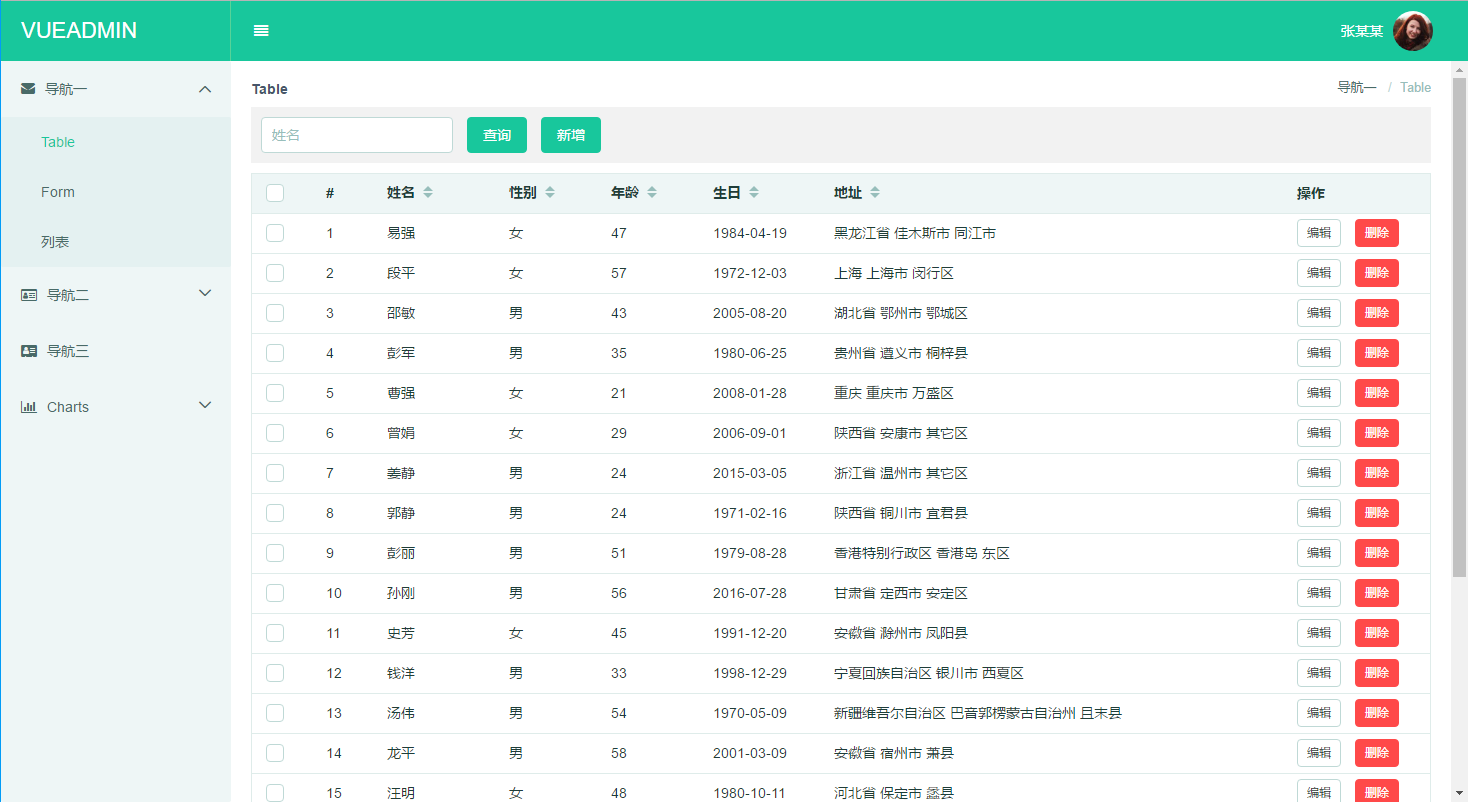 VUEADMIN
张某某
导航一
Table
Form
列表
导航二
导航三
Charts
Table
导航一 / Table
姓名 查询 新增
# 姓名 性别 年龄 生日 地址 操作
1 易强 女 47 1984-04-19 黑龙江省 佳木斯市 同江市 编辑 删除
2 段平 女 57 1972-12-03 上海 上海市 闵行区 编辑 删除
3 邵敏 男 43 2005-08-20 湖北省 鄂州市 鄂城区 编辑 删除
4 彭军 男 35 1980-06-25 贵州省 遵义市 桐梓县 编辑 删除
5 曹强 女 21 2008-01-28 重庆 重庆市 万盛区 编辑 删除
6 曾娟 女 29 2006-09-01 陕西省 安康市 其它区 编辑 删除
7 姜静 男 24 2015-03-05 浙江省 温州市 其它区 编辑 删除
8 郭静 男 24 1971-02-16 陕西省 铜川市 宜君县 编辑 删除
9 彭丽 男 51 1979-08-28 香港特别行政区 香港岛 东区 编辑 删除
10 孙刚 男 56 2016-07-28 甘肃省 定西市 安定区 编辑 删除
11 史芳 女 45 1991-12-20 安徽省 滁州市 凤阳县 编辑 删除
12 钱洋 男 33 1998-12-29 宁夏回族自治区 银川市 西夏区 编辑 删除
13 汤伟 男 54 1970-05-09 新疆维吾尔自治区 巴音郭楞蒙古自治州 且末县 编辑 删除
14 龙平 男 58 2001-03-09 安徽省 宿州市 萧县 编辑 删除
15 汪明 女 48 1980-10-11 河北省 保定市 蠡县 编辑 删除